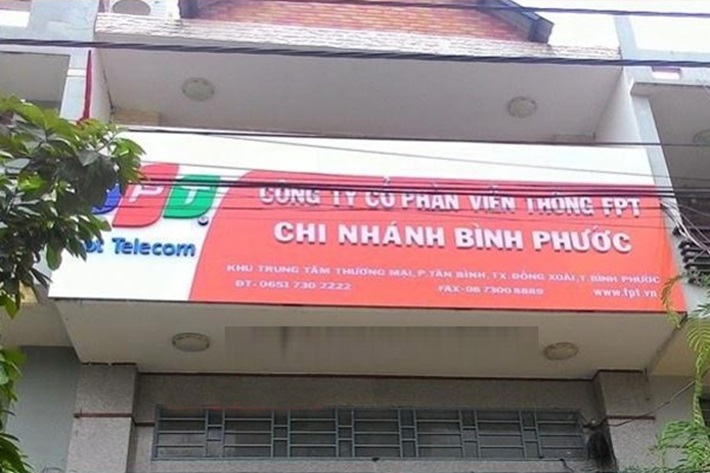 FPT
CÔNG TY CỔ PHẦN VIỄN THÔNG FPT
Telecom
CHI NHÁNH BÌNH PHƯỚC
KHU TRUNG TÂM THƯƠNG MẠI, P.TÂN BÌNH, TX.ĐỒNG XOÀI, T.BÌNH PHƯỚC
ĐT- 0651 730 2222 FAX-06 7300 8889 www.fpt.vn